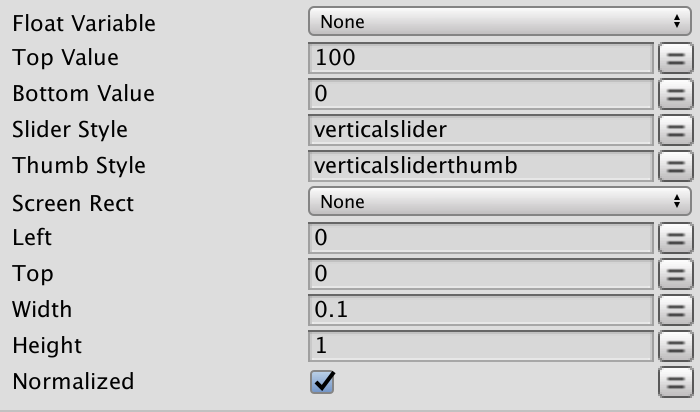 Float Variable None
Top Value 100
Bottom Value 0
Slider Style verticalslider
Thumb Style verticalsliderthumb
Screen Rect None
Left 0
Top 0
Width 0.1
Height 1
Normalized